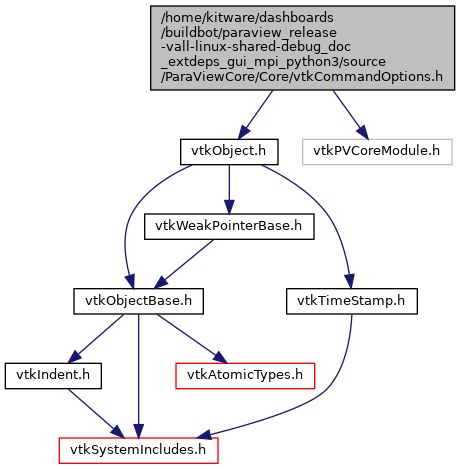 /home/kitware/dashboards
/buildbot/paraview_release
-vall-linux-shared-debug_doc
_extdeps_gui_mpi_python3/source
/ParaViewCore/Core/vtkCommandOptions.h
vtkObject.h
vtkPVCoreModule.h
vtkWeakPointerBase.h
vtkObjectBase.h
vtkTimeStamp.h
vtkIndent.h
vtkAtomicTypes.h
vtkSystemIncludes.h